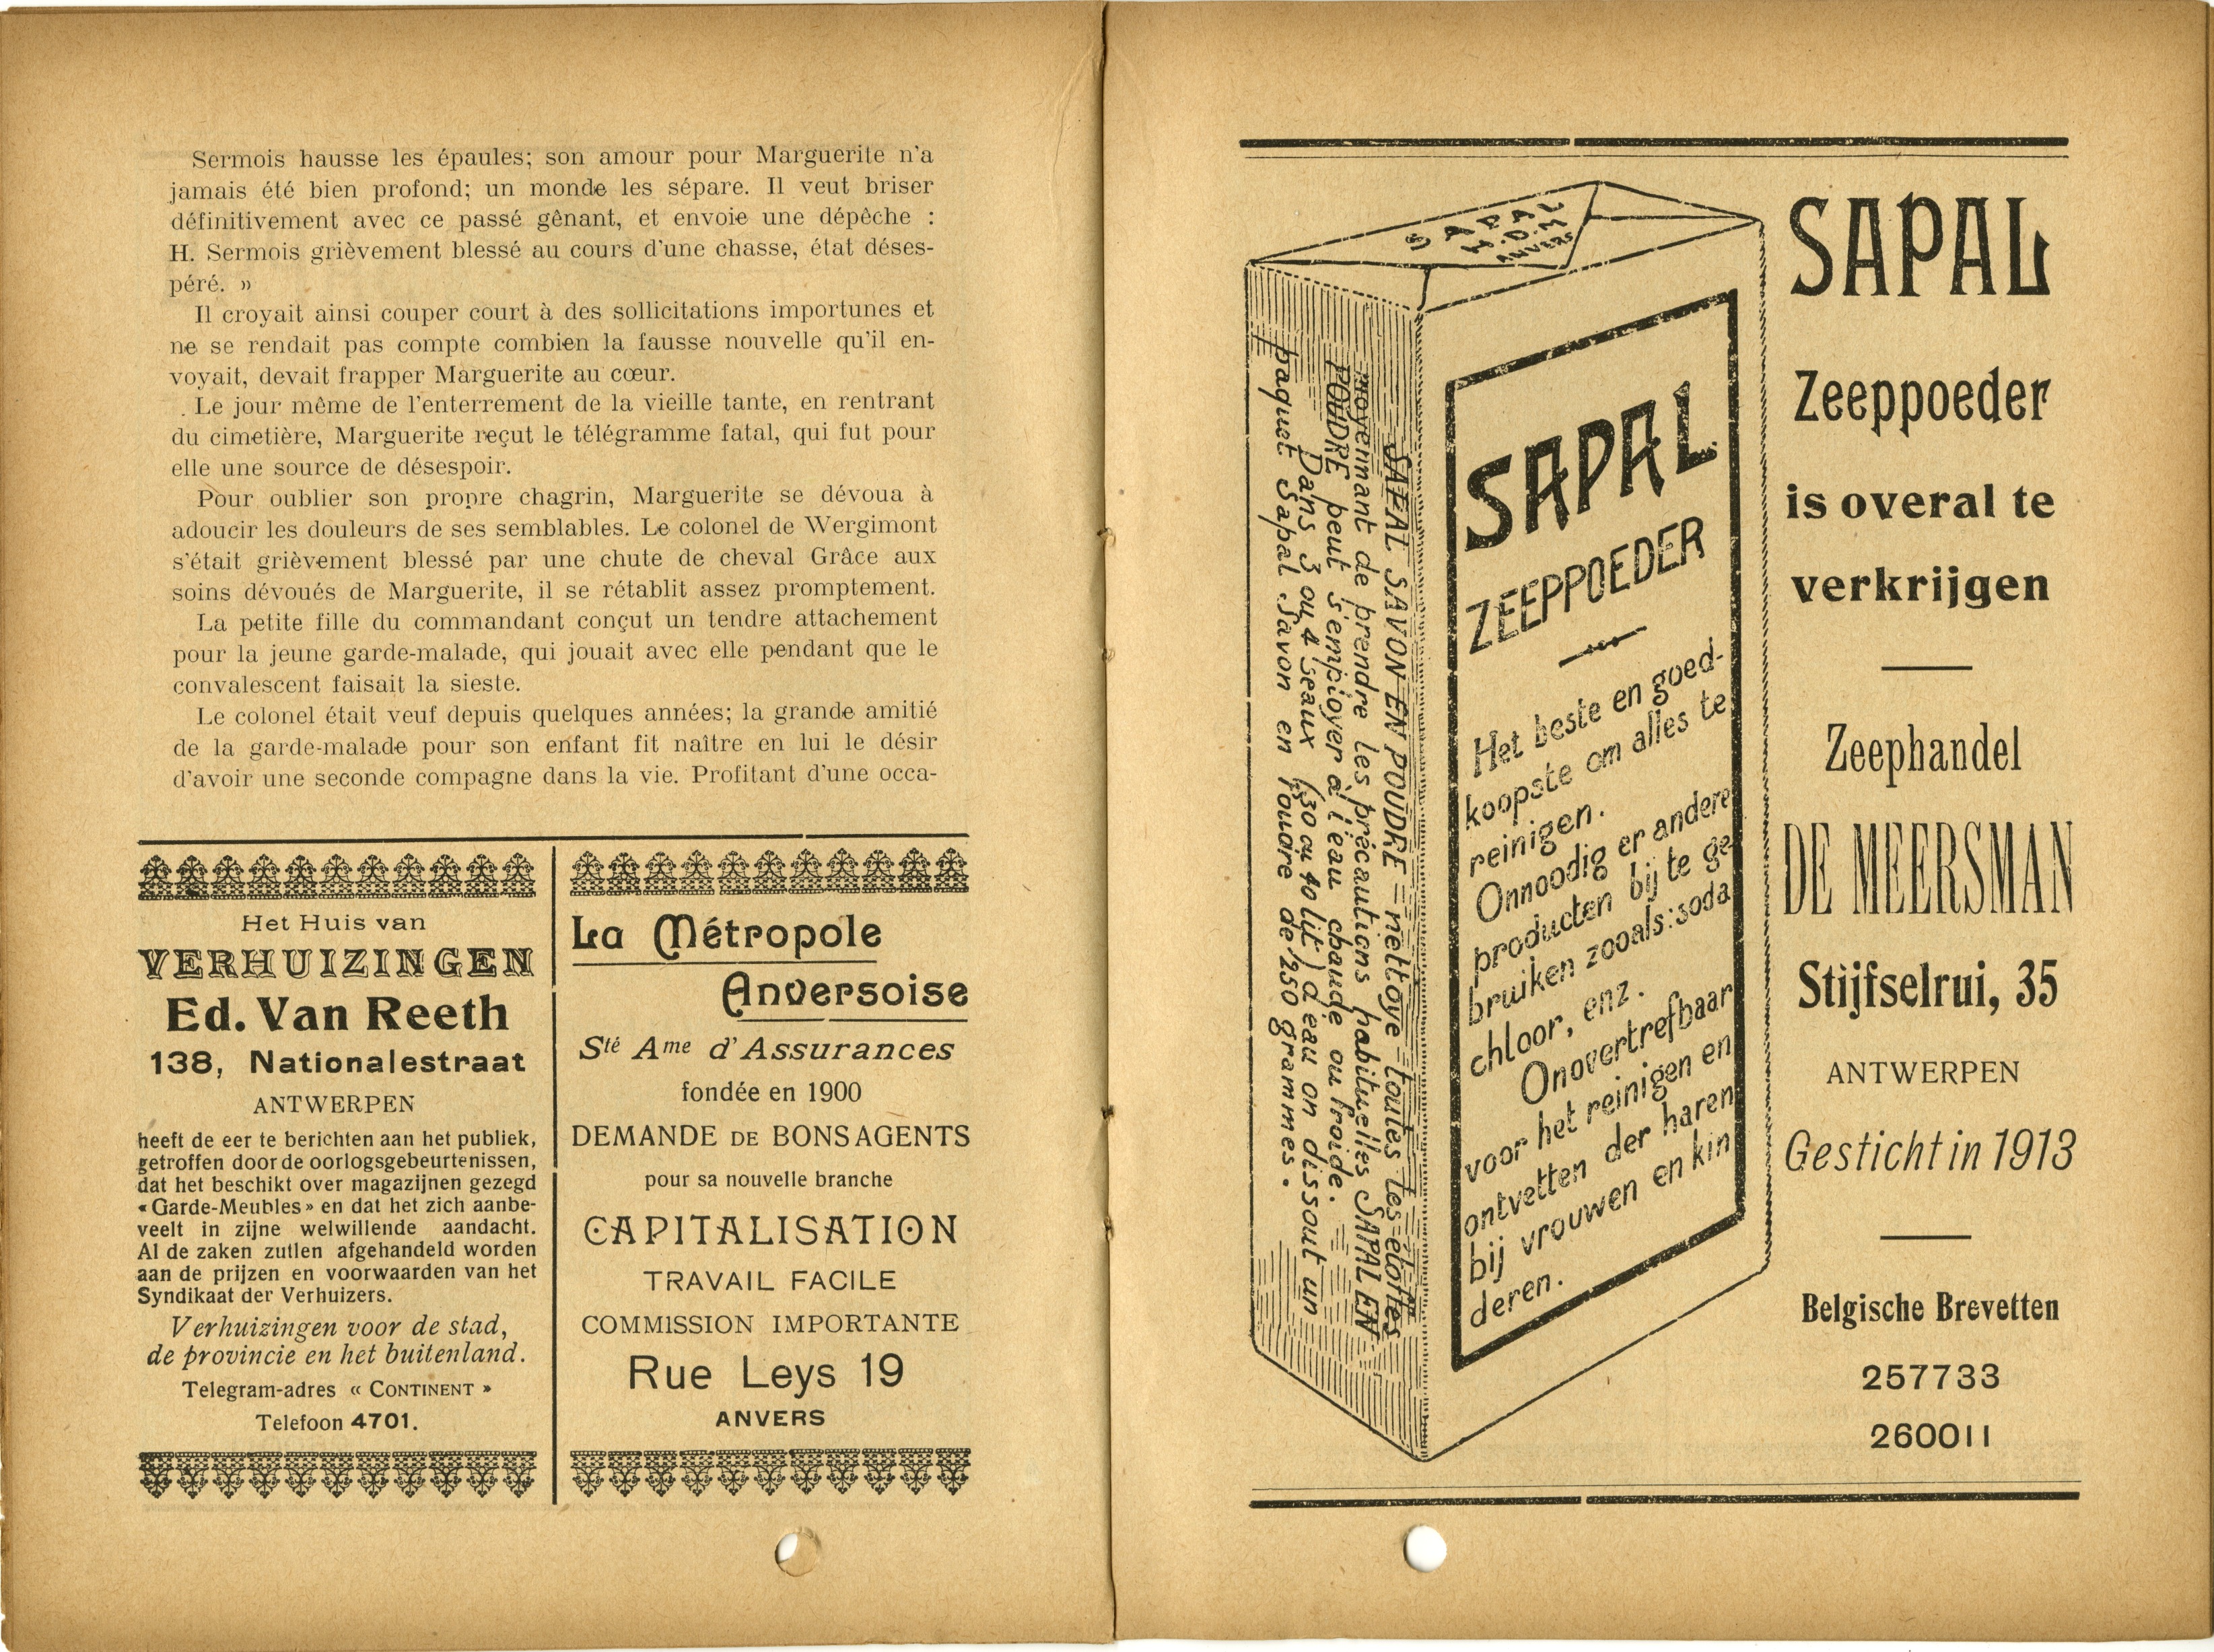 Sermois hausse les épaules; son amour pour Marguerite n'a
jamais été bien profond; un monde les sépare. Il veut briser
définitivement avec ce passé gênant, et envoie une dépêche :
H. Sermois grièvement blessé au cours d'une chasse, état déses-
péré. »
Il croyait ainsi couper court à des sollicitations importunes et
ne se rendait pas compte combien la fausse nouvelle qu'il en-
voyait, devait frapper Marguerite au cœur.
Le jour même de l'enterrement de la vieille tante, en rentrant
du cimetière, Marguerite reçut le télégramme fatal, qui fut pour
elle une source de désespoir.
Pour oublier son propre chagrin, Marguerite se dévoua à
adoucir les douleurs de ses semblables. Le colonel de Wergimont
s'était grièvement blessé par une chute de cheval Grâce aux
soins dévoués de Marguerite, il se rétablit assez promptement.
La petite fille du commandant conçut un tendre attachement
pour la jeune garde-malade, qui jouait avec elle pendant que le
convalescent faisait la sieste.
Le colonel était veuf depuis quelques années; la grande amitié
de la garde-malade pour son enfant fit naître en lui le désir
d'avoir une seconde compagne dans la vie. Profitant d'une occa-
Het Huis van
VERHUIZINGEN
Ed. Van Reeth
138, Nationalestraat
ANTWERPEN
heeft de eer te berichten aan het publiek,
getroffen door de oorlogsgebeurtenissen,
dat het beschikt over magazijnen gezegd
« Garde-Meubles » en dat het zich aanbe-
veelt in zijne welwillende aandacht.
Al de zaken zutlen afgehandeld worden
aan de prijzen en voorwaarden van het
Syndikaat der Verhuizers.
Verhuizingen voor de stad,
de provincie en het buitenland.
Telegram-adres « CONTINENT »
Telefoon 4701.
La Métropole
Anversoise
Sté Ame d'Assurances
fondée en 1900
DEMANDE DE BONS AGENTS
pour sa nouvelle branche
CAPITALISATION
TRAVAIL FACILE
COMMISSION IMPORTANTE
Rue Leys 19
ANVERS
SAPAL
H.D.M
ANVERS
SAPAL SAVON EN POUDRE = nettoye toutes les étoffes
moyennant de prendre les précautions habituelles SAPAL EN
POUDRE peut s'employer à l'eau chaude ou froide.
Dans 3 ou 4 seaux (30 ou 40 lit) d'eau on dissout un
paquet Sapal Savon en Poudre de 250 grammes.
SAPAL
ZEEPPOEDER
Het beste en goed-
koopste om alles te
reinigen.
Onnoodig er andere
producten bij te ge
bruiken zooals: soda
chloor, enz.
Onovertrefbaar
voor het reinigen en
ontvetten der haren
bij vrouwen en kin
deren.
SAPAL
Zeeppoeder
is overal te
verkrijgen
Zeephandel
DE MEERSMAN
Stijfselrui, 35
ANTWERPEN
Gesticht in 1913
Belgische Brevetten
257733
260011